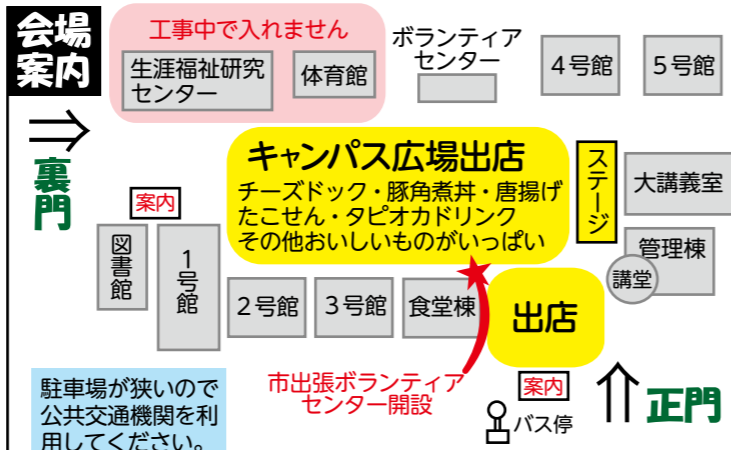 会場
案内
工事中で入れません
生涯福祉研究
センター
体育館
ボランティア
センター
4号館
5号館
裏門
キャンパス広場出店
チーズドック・豚角煮丼・唐揚げ
たこせん・タピオカドリンク
その他おいしいものがいっぱい
ステージ
大講義室
管理棟
講堂
案内
図書館
1号館
2号館
3号館
食堂棟
出店
市出張ボランティア
センター開設
案内
バス停
正門
駐車場が狭いので
公共交通機関を利
用してください。